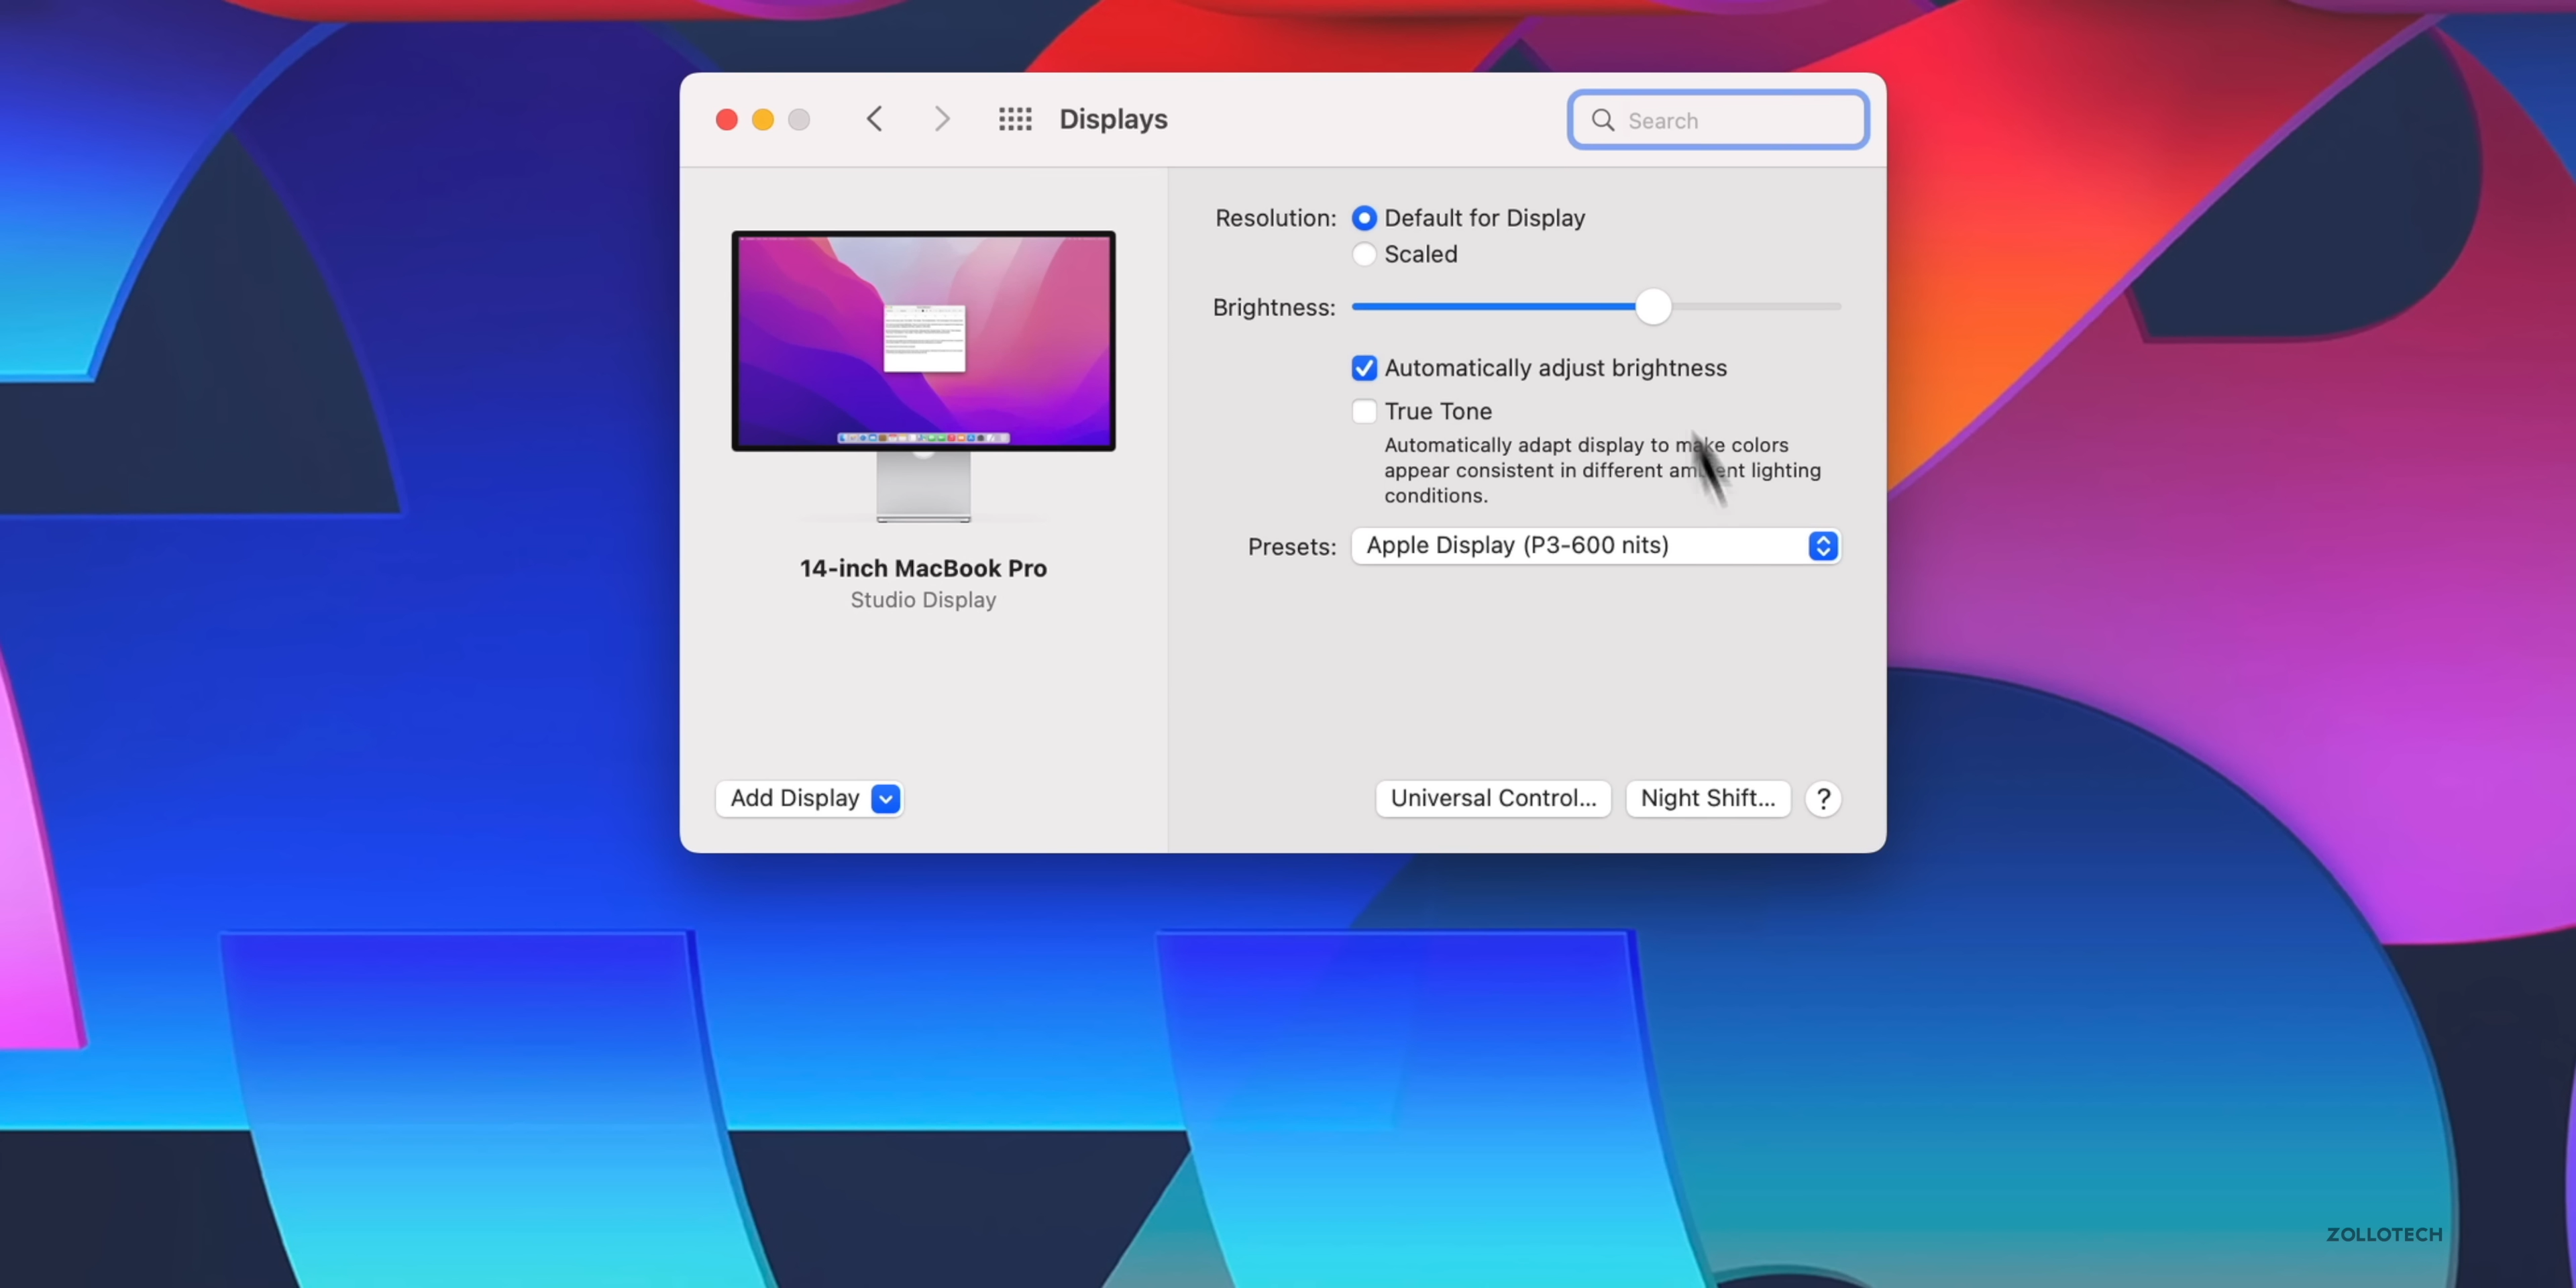 Displays
Search
Resolution: Default for Display
Scaled
Brightness:
Automatically adjust brightness
True Tone
Automatically adapt display to make colors
appear consistent in different ambient lighting
conditions.
Presets: Apple Display (P3-600 nits)
14-inch MacBook Pro
Studio Display
Add Display
Universal Control...
Night Shift...
?
ZOLLOTECH